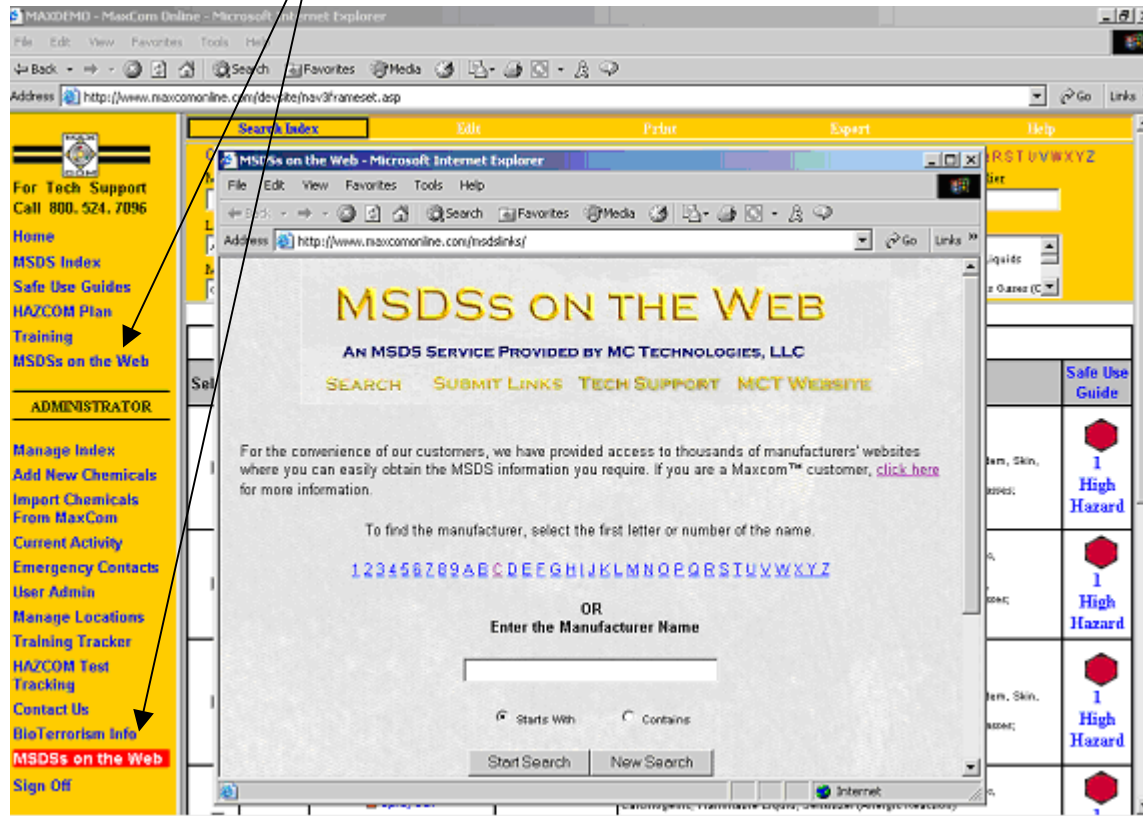 MAXDEMO - MaxCom Online - Microsoft Internet Explorer
File Edit View Favorites Tools Help
Back Search Favorites Media
Address http://www.maxcomonline.com/devsite/nav3frameset.asp Go Links
MAXCOM
For Tech Support
Call 800. 524. 7096
Home
MSDS Index
Safe Use Guides
HAZCOM Plan
Training
MSDSs on the Web
ADMINISTRATOR
Manage Index
Add New Chemicals
Import Chemicals
From MaxCom
Current Activity
Emergency Contacts
User Admin
Manage Locations
Training Tracker
HAZCOM Test
Tracking
Contact Us
BioTerrorism Info
MSDSs on the Web
Sign Off
Search Index Edit Print Export Help
R S T U V W X Y Z
MSDSs on the Web - Microsoft Internet Explorer
File Edit View Favorites Tools Help
Back Search Favorites Media
Address http://www.maxcomonline.com/msdslinks/ Go Links »
MSDSs on the Web
An MSDS Service Provided by MC Technologies, LLC
Search Submit Links Tech Support MCT Website
For the convenience of our customers, we have provided access to thousands of manufacturers' websites
where you can easily obtain the MSDS information you require. If you are a Maxcom™ customer, click here
for more information.
To find the manufacturer, select the first letter or number of the name.
1 2 3 4 5 6 7 8 9 A B C D E F G H I J K L M N O P Q R S T U V W X Y Z
OR
Enter the Manufacturer Name
Starts With Contains
Start Search New Search
Internet
Safe Use
Guide
1
High
Hazard
1
High
Hazard
1
High
Hazard
1